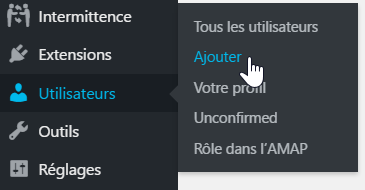 Intermittence
Extensions
Utilisateurs
Outils
Réglages
Tous les utilisateurs
Ajouter
Votre profil
Unconfirmed
Rôle dans l'AMAP